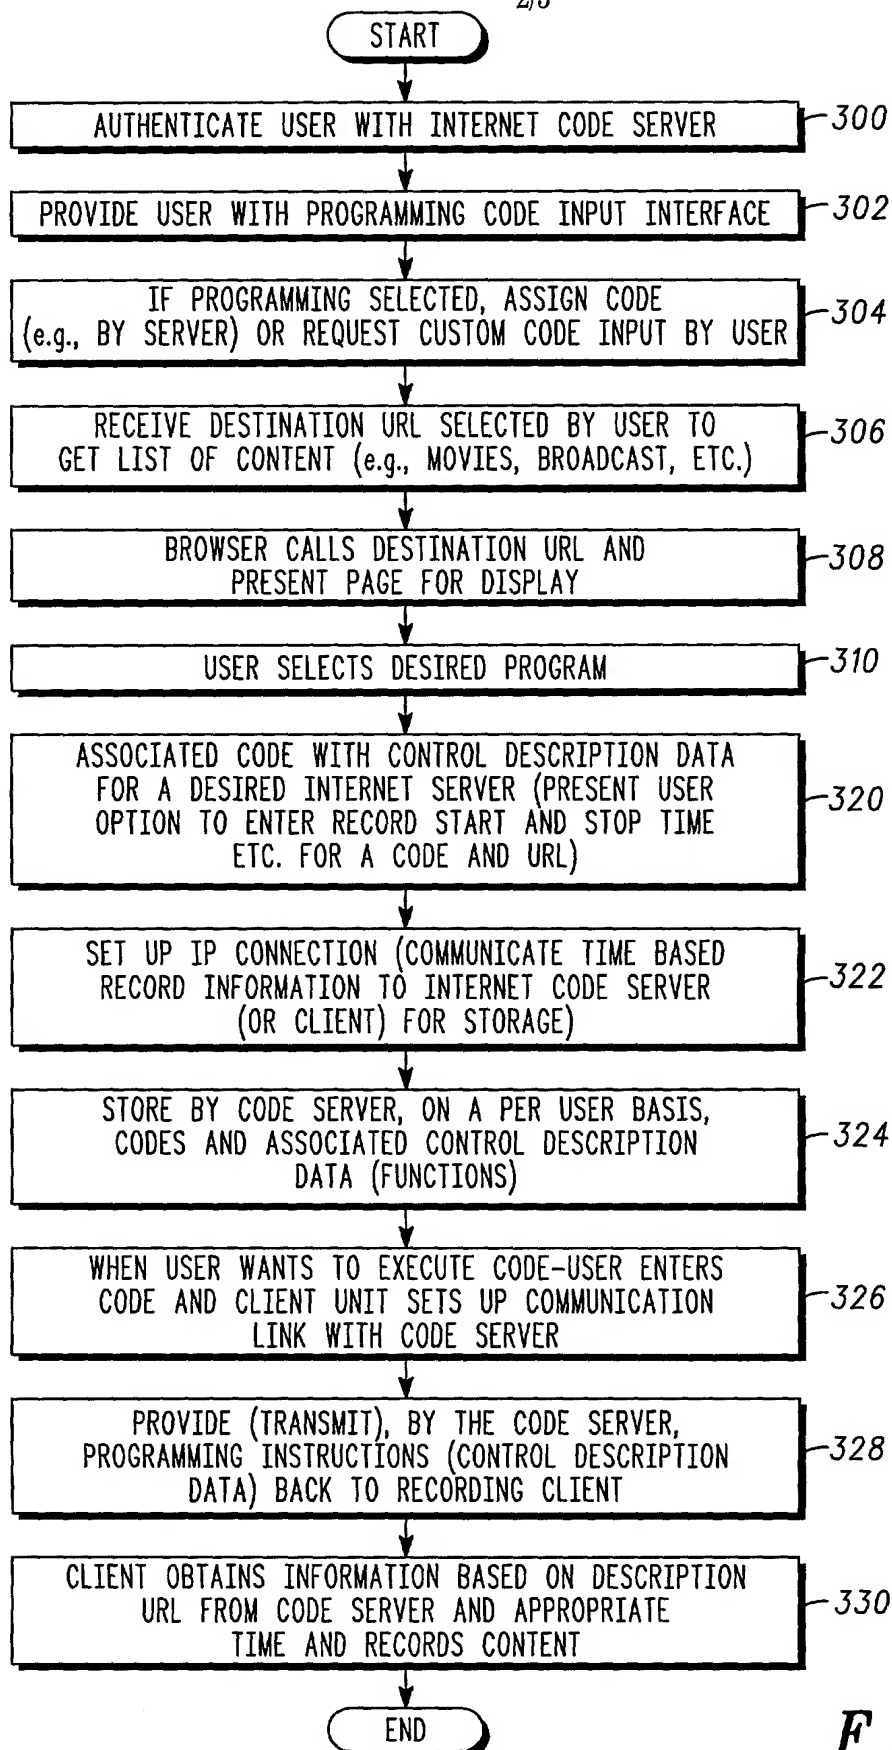 2/3
START
AUTHENTICATE USER WITH INTERNET CODE SERVER
300
PROVIDE USER WITH PROGRAMMING CODE INPUT INTERFACE
302
IF PROGRAMMING SELECTED, ASSIGN CODE
(e.g., BY SERVER) OR REQUEST CUSTOM CODE INPUT BY USER
304
RECEIVE DESTINATION URL SELECTED BY USER TO
GET LIST OF CONTENT (e.g., MOVIES, BROADCAST, ETC.)
306
BROWSER CALLS DESTINATION URL AND
PRESENT PAGE FOR DISPLAY
308
USER SELECTS DESIRED PROGRAM
310
ASSOCIATED CODE WITH CONTROL DESCRIPTION DATA
FOR A DESIRED INTERNET SERVER (PRESENT USER
OPTION TO ENTER RECORD START AND STOP TIME
ETC. FOR A CODE AND URL)
320
SET UP IP CONNECTION (COMMUNICATE TIME BASED
RECORD INFORMATION TO INTERNET CODE SERVER
(OR CLIENT) FOR STORAGE)
322
STORE BY CODE SERVER, ON A PER USER BASIS,
CODES AND ASSOCIATED CONTROL DESCRIPTION
DATA (FUNCTIONS)
324
WHEN USER WANTS TO EXECUTE CODE-USER ENTERS
CODE AND CLIENT UNIT SETS UP COMMUNICATION
LINK WITH CODE SERVER
326
PROVIDE (TRANSMIT), BY THE CODE SERVER,
PROGRAMMING INSTRUCTIONS (CONTROL DESCRIPTION
DATA) BACK TO RECORDING CLIENT
328
CLIENT OBTAINS INFORMATION BASED ON DESCRIPTION
URL FROM CODE SERVER AND APPROPRIATE
TIME AND RECORDS CONTENT
330
END
F